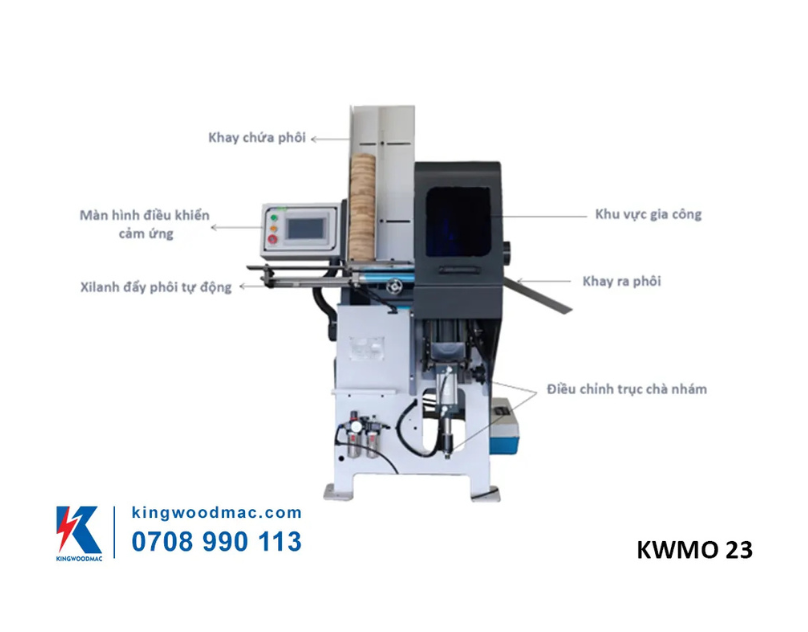 Khay chứa phôi
Màn hình điều khiển
cảm ứng
Khu vực gia công
Khay ra phôi
Xilanh đẩy phôi tự động
Điều chỉnh trục chà nhám
KINGWOODMAC
kingwoodmac.com
0708 990 113
KWMO 23